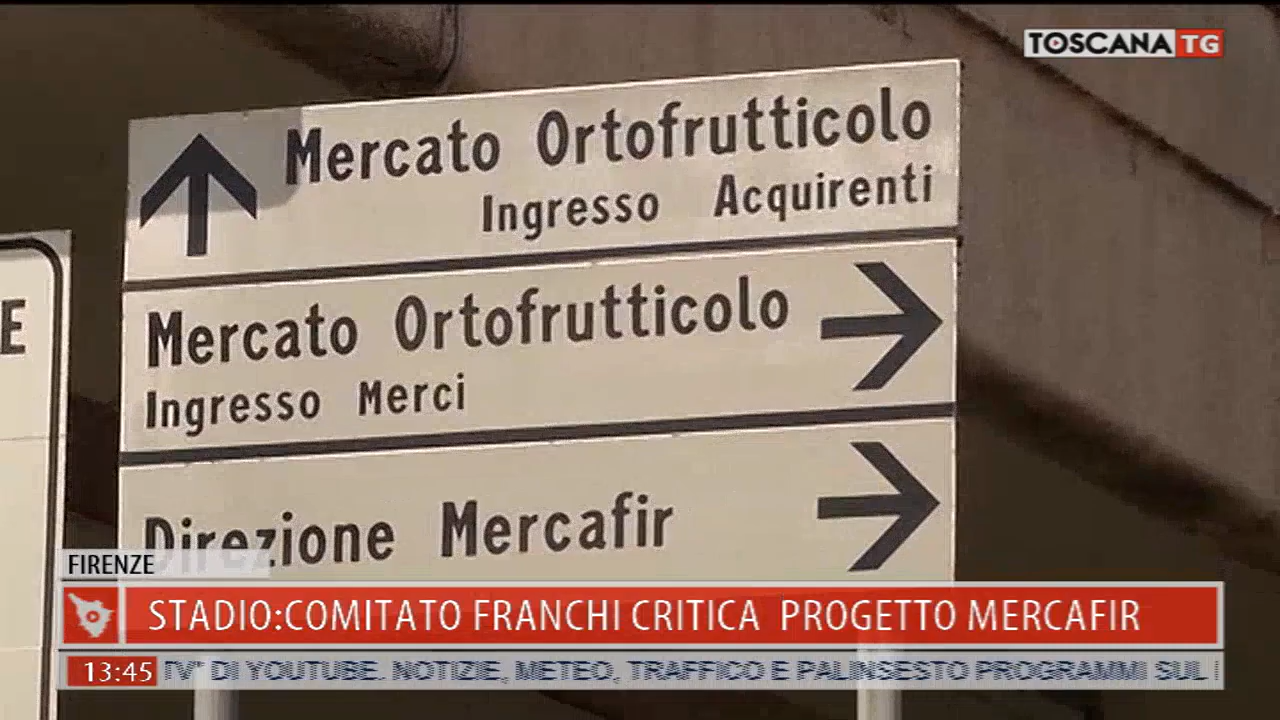 TOSCANA TG
Mercato Ortofrutticolo
Ingresso Acquirenti
E
Mercato Ortofrutticolo
Ingresso Merci
Direzione Mercafir
FIRENZE
STADIO:COMITATO FRANCHI CRITICA PROGETTO MERCAFIR
13:45 TV" DI YOUTUBE. NOTIZIE, METEO, TRAFFICO E PALINSESTO PROGRAMMI SUL